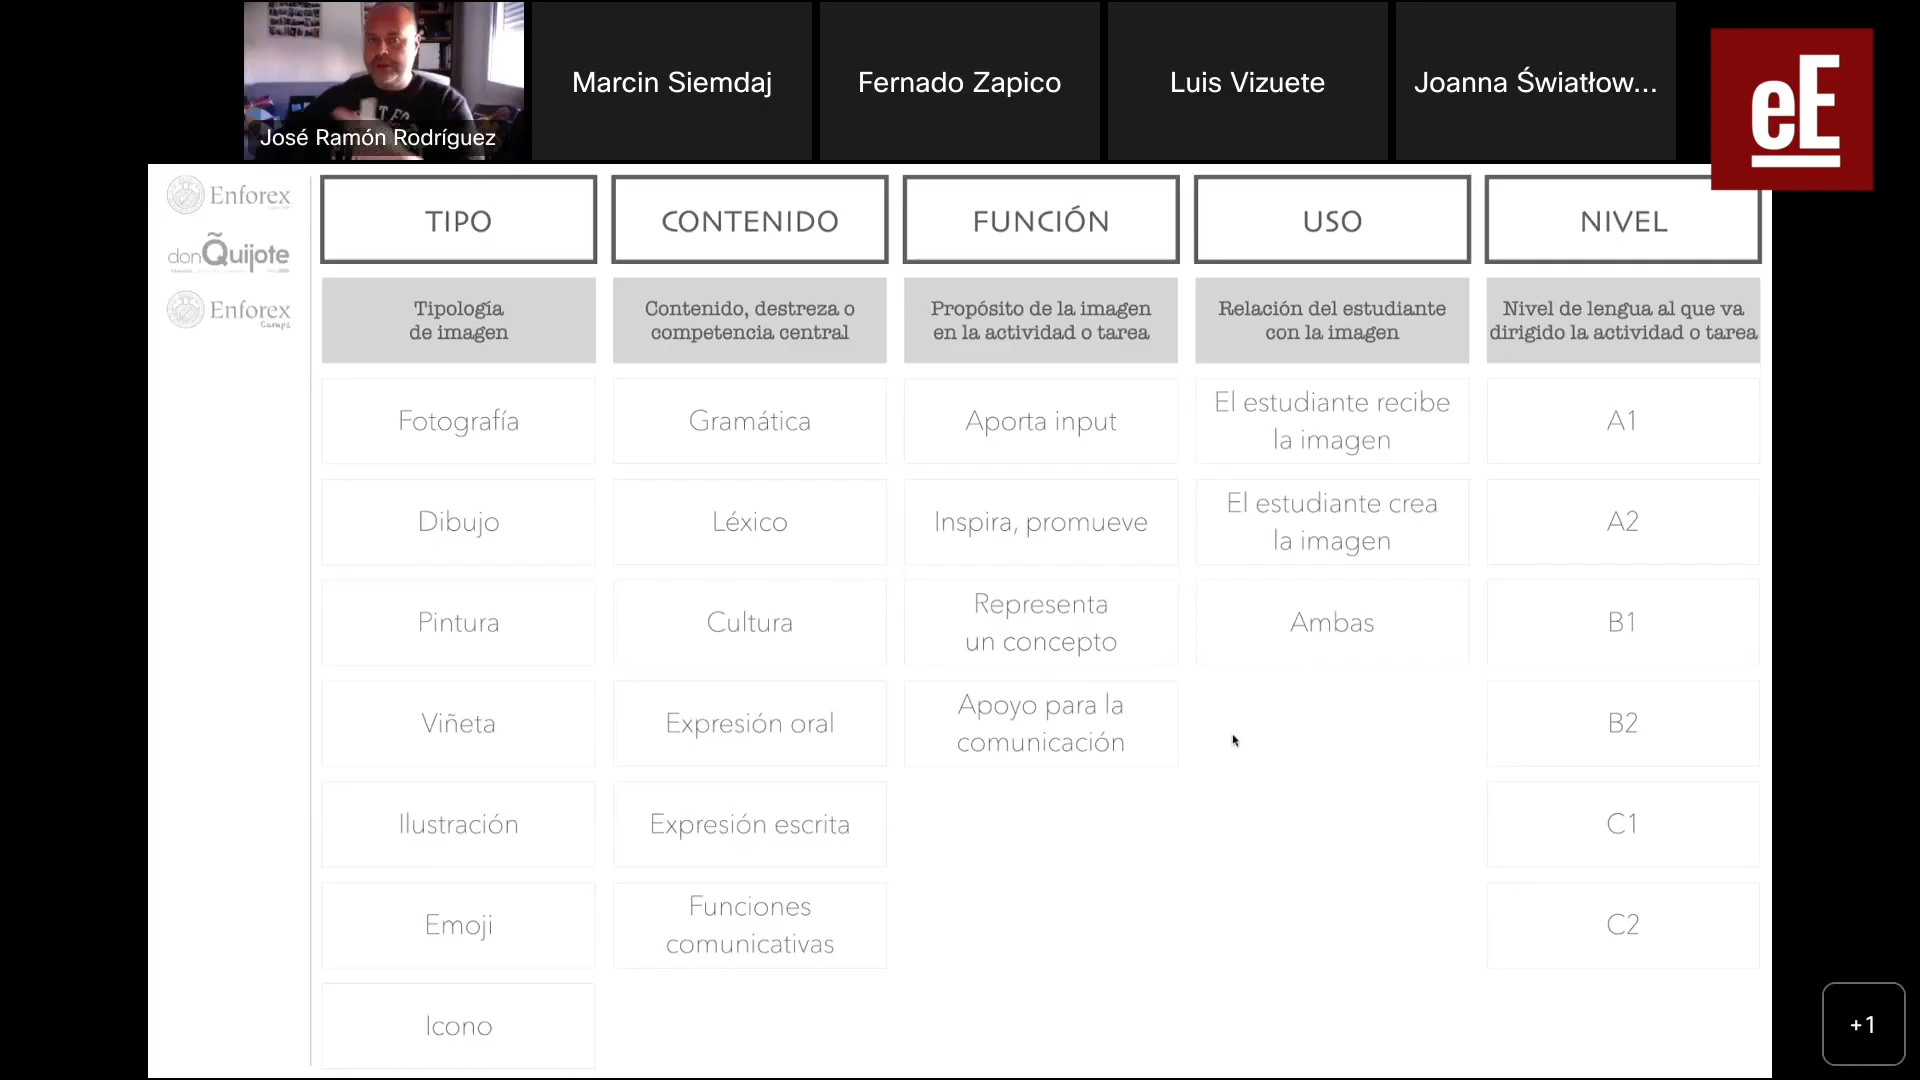 José Ramón Rodríguez
Marcin Siemdaj
Fernado Zapico
Luis Vizuete
Joanna Światłow...
eE
Enforex
donQuijote
Enforex
Camps
TIPO
CONTENIDO
FUNCIÓN
USO
NIVEL
Tipología
de imagen
Contenido, destreza o
competencia central
Propósito de la imagen
en la actividad o tarea
Relación del estudiante
con la imagen
Nivel de lengua al que va
dirigido la actividad o tarea
Fotografía
Gramática
Aporta input
El estudiante recibe
la imagen
A1
Dibujo
Léxico
Inspira, promueve
El estudiante crea
la imagen
A2
Pintura
Cultura
Representa
un concepto
Ambas
B1
Viñeta
Expresión oral
Apoyo para la
comunicación
B2
Ilustración
Expresión escrita
C1
Emoji
Funciones
comunicativas
C2
Icono
+1